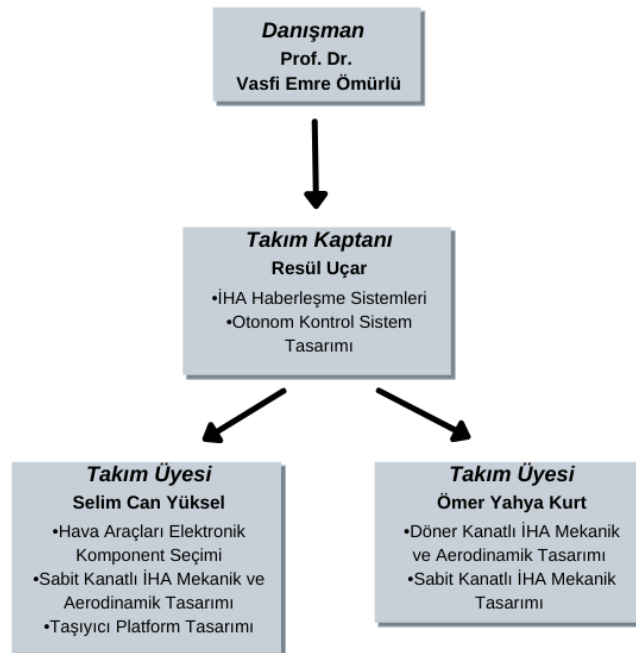 Danışman
Prof. Dr.
Vasfi Emre Ömürlü
Takım Kaptanı
Resül Uçar
•İHA Haberleşme Sistemleri
•Otonom Kontrol Sistem
Tasarımı
Takım Üyesi
Selim Can Yüksel
•Hava Araçları Elektronik
Komponent Seçimi
•Sabit Kanatlı İHA Mekanik ve
Aerodinamik Tasarımı
•Taşıyıcı Platform Tasarımı
Takım Üyesi
Ömer Yahya Kurt
•Döner Kanatlı İHA Mekanik
ve Aerodinamik Tasarımı
•Sabit Kanatlı İHA Mekanik
Tasarımı